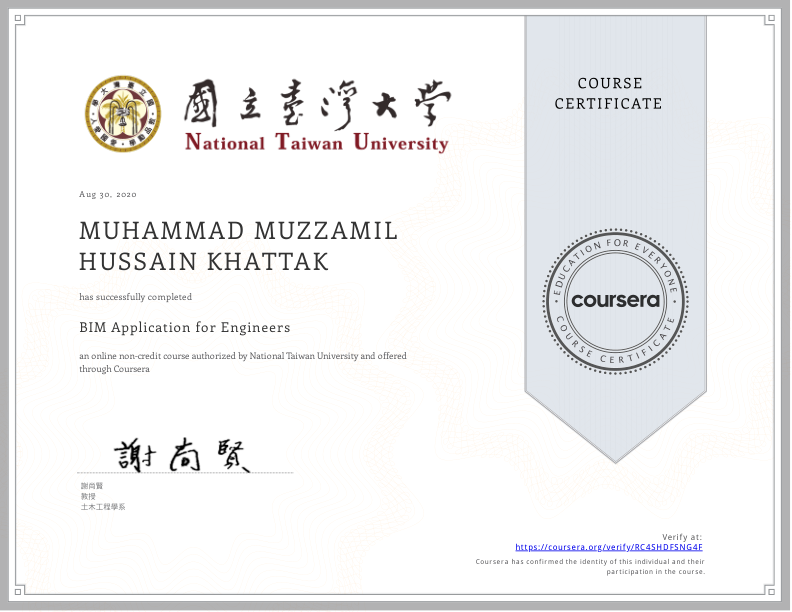 國立臺灣大學
National Taiwan University
COURSE
CERTIFICATE
Aug 30, 2020
MUHAMMAD MUZZAMIL
HUSSAIN KHATTAK
has successfully completed
BIM Application for Engineers
an online non-credit course authorized by National Taiwan University and offered
through Coursera
EDUCATION FOR EVERYONE
coursera
COURSE CERTIFICATE
謝尚賢
謝尚賢
教授
土木工程學系
Verify at:
https://coursera.org/verify/RC4SHDFSNG4F
Coursera has confirmed the identity of this individual and their
participation in the course.